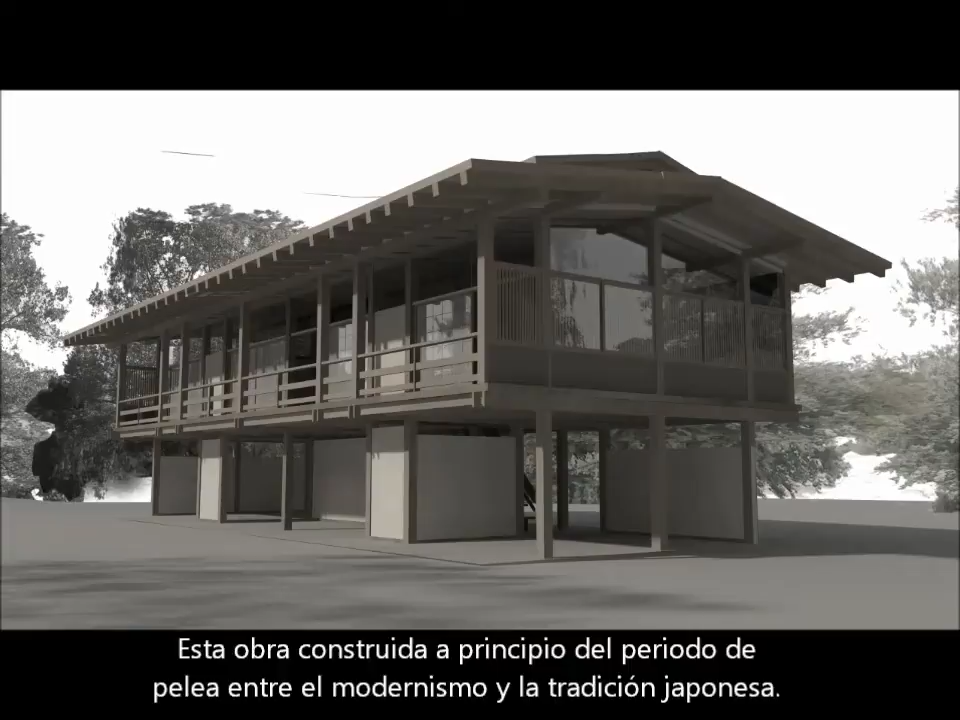 Esta obra construida a principio del periodo de
pelea entre el modernismo y la tradición japonesa.